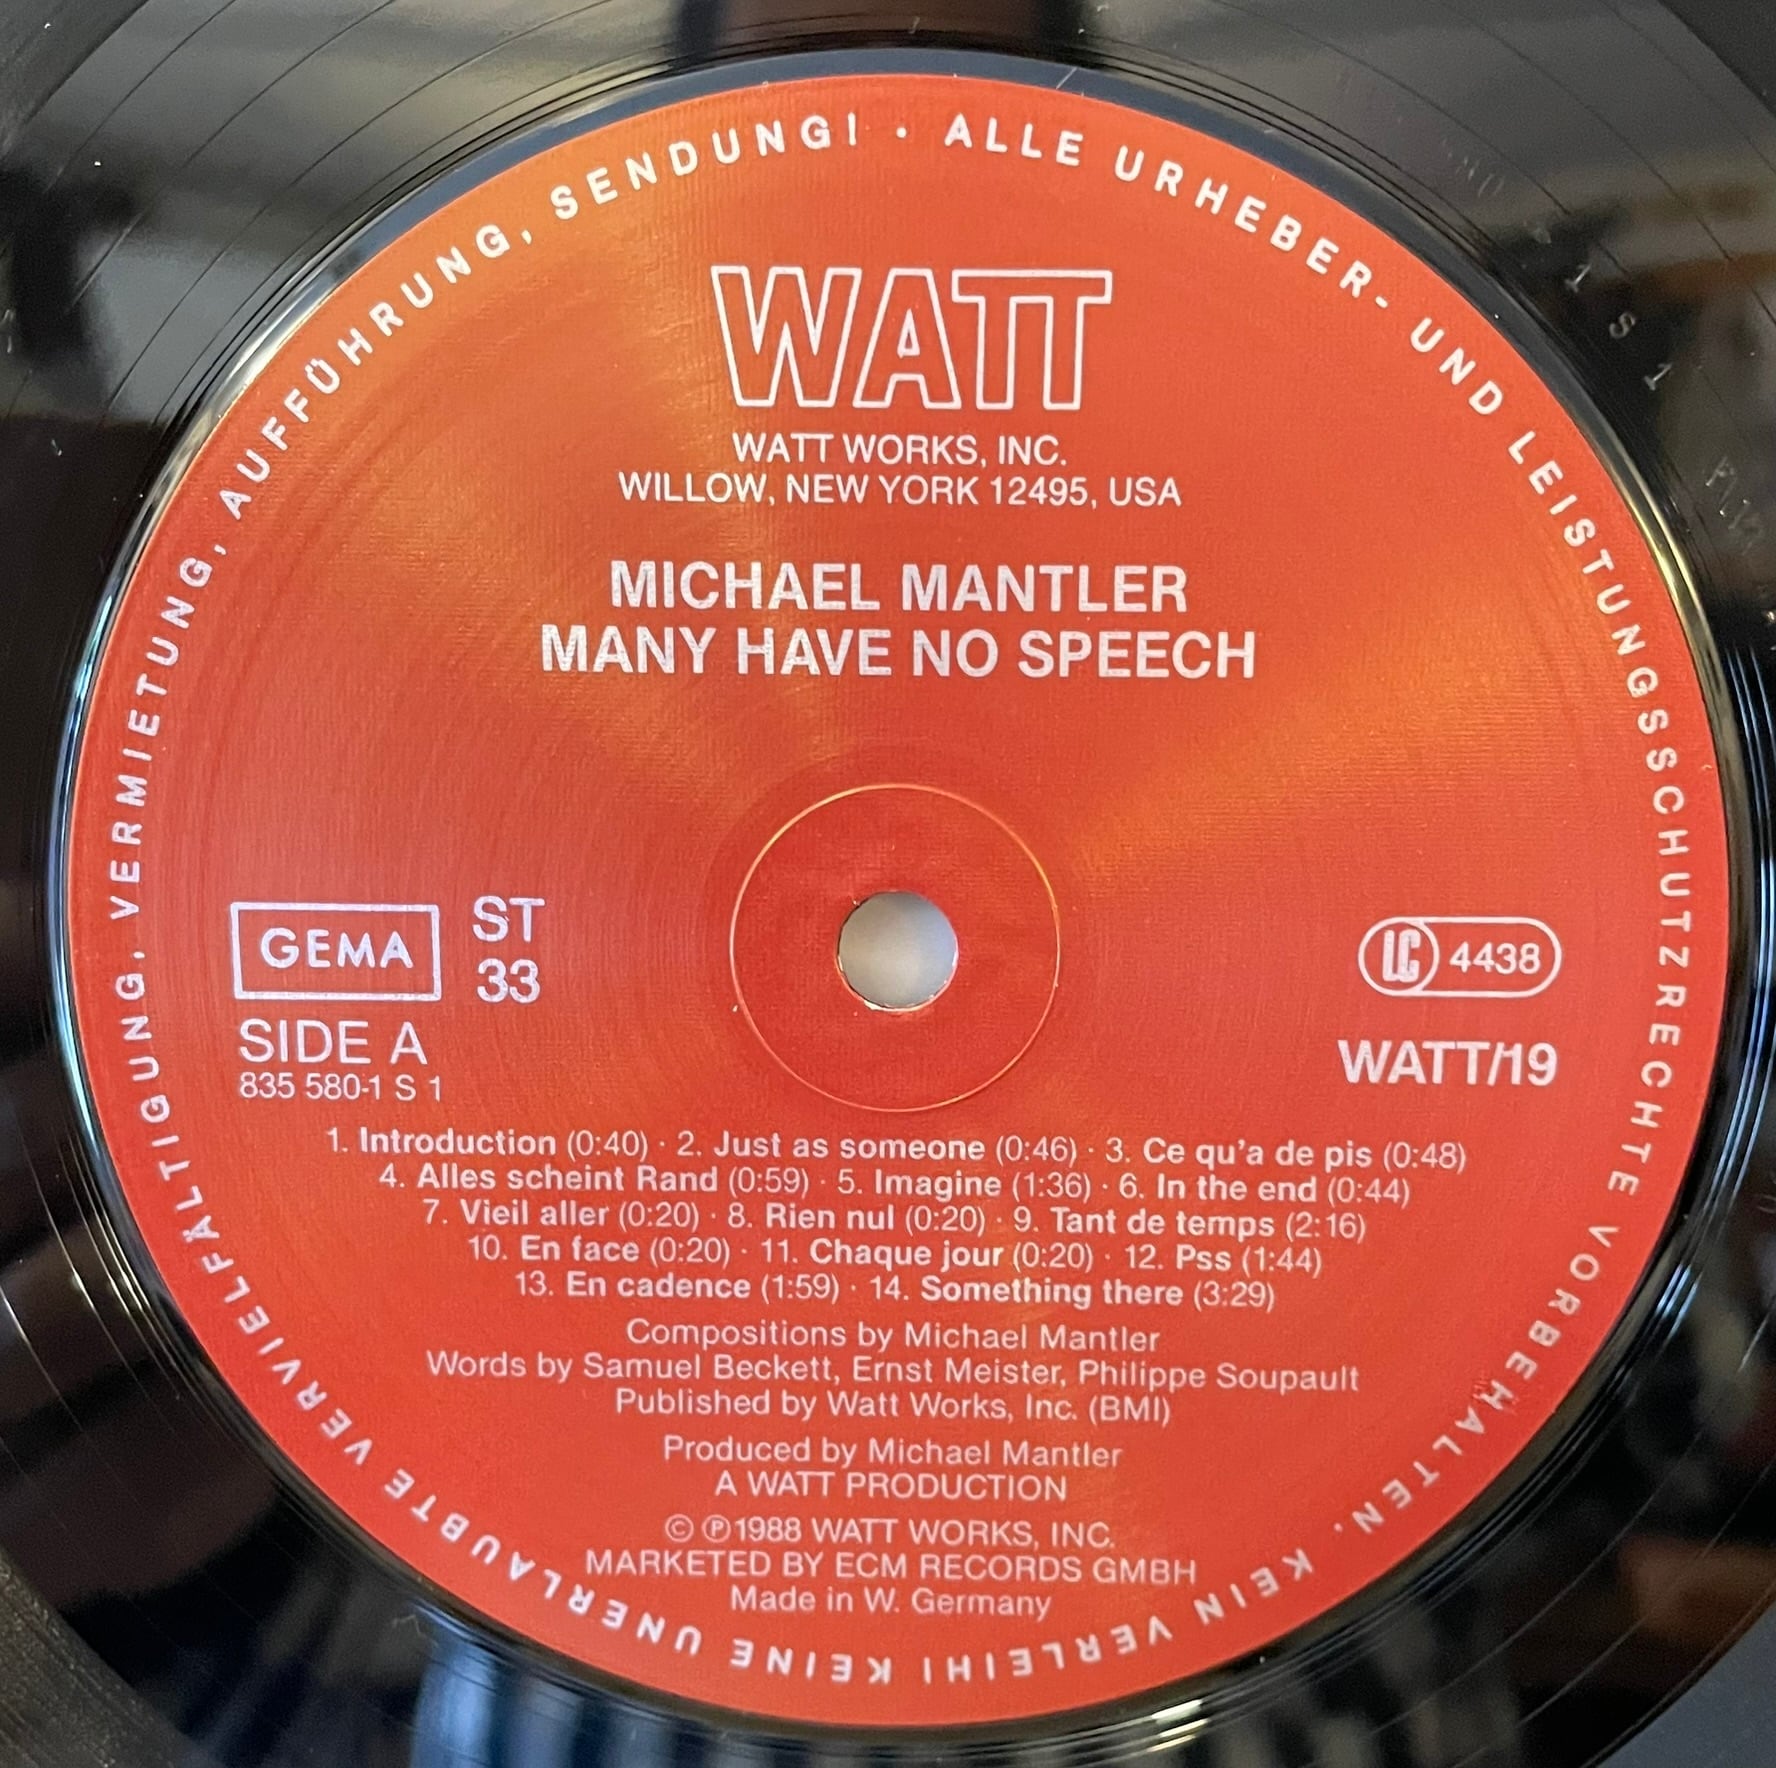 ALLE URHEBER- UND LEISTUNGSSCHUTZRECHTE VORBEHALTEN. KEIN VERLEIH! KEINE UNERLAUBTE VERVIELFÄLTIGUNG, VERMIETUNG, AUFFÜHRUNG, SENDUNG! ·
WATT
WATT WORKS, INC.
WILLOW, NEW YORK 12495, USA
MICHAEL MANTLER
MANY HAVE NO SPEECH
GEMA
ST
33
SIDE A
835 580-1 S 1
LC 4438
WATT/19
1. Introduction (0:40) · 2. Just as someone (0:46) · 3. Ce qu'a de pis (0:48)
4. Alles scheint Rand (0:59) · 5. Imagine (1:36) · 6. In the end (0:44)
7. Vieil aller (0:20) · 8. Rien nul (0:20) · 9. Tant de temps (2:16)
10. En face (0:20) · 11. Chaque jour (0:20) · 12. Pss (1:44)
13. En cadence (1:59) · 14. Something there (3:29)
Compositions by Michael Mantler
Words by Samuel Beckett, Ernst Meister, Philippe Soupault
Published by Watt Works, Inc. (BMI)
Produced by Michael Mantler
A WATT PRODUCTION
© ℗ 1988 WATT WORKS, INC.
MARKETED BY ECM RECORDS GMBH
Made in W. Germany
1 S 1